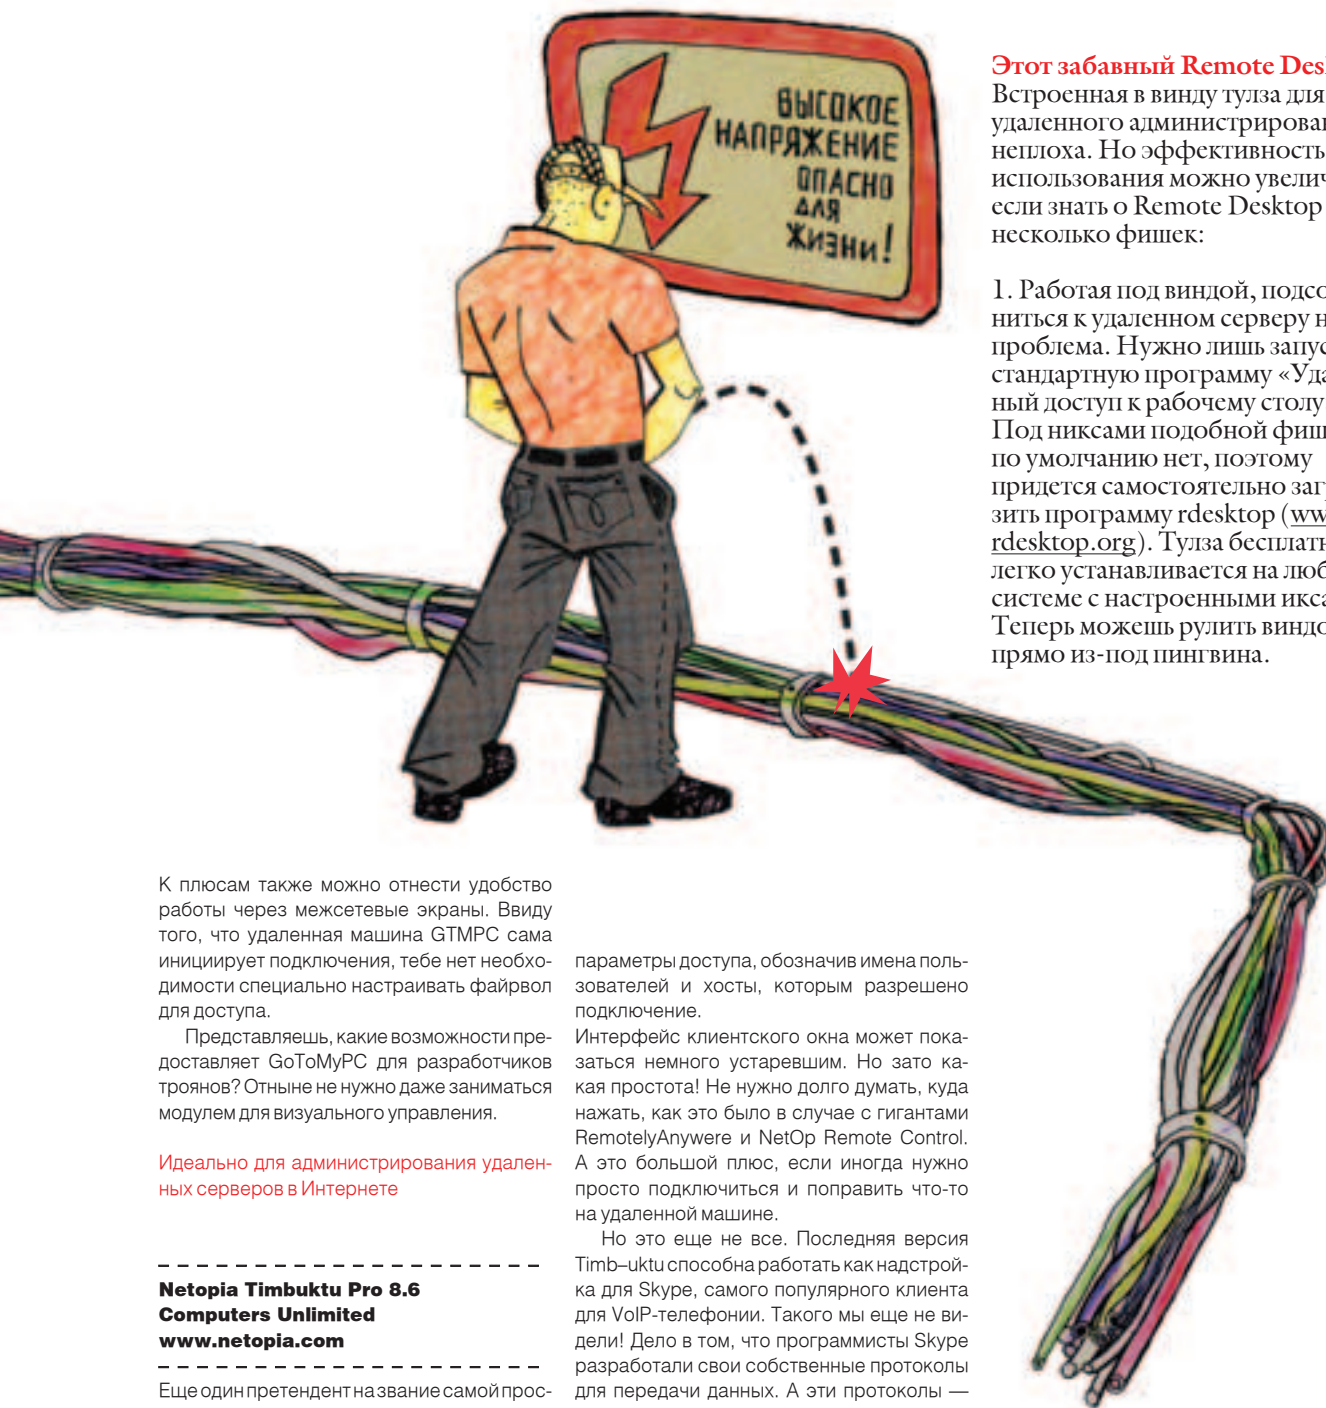 ВЫСОКОЕ
НАПРЯЖЕНИЕ
ОПАСНО
ДЛЯ
ЖИЗНИ!
Этот забавный Remote
Встроенная в винду тулза для
удаленного
неплоха. Но эффективность
использования можно
если знать о Remote Desktop
несколько фишек:
1. Работая под виндой,
ниться к удаленном серверу
проблема. Нужно лишь
стандартную программу
ный доступ к рабочему столу
Под никсами подобной
по умолчанию нет, поэтому
придется самостоятельно
зить программу rdesktop (
rdesktop.org). Тулза
легко устанавливается на
системе с настроенными
Теперь можешь рулить
прямо из-под пингвина.
К плюсам также можно отнести удобство
работы через межсетевые экраны. Ввиду
того, что удаленная машина GTMPC сама
инициирует подключения, тебе нет необхо-
димости специально настраивать файрвол
для доступа.
Представляешь, какие возможности пре-
доставляет GoToMyPC для разработчиков
троянов? Отныне не нужно даже заниматься
модулем для визуального управления.
Идеально для администрирования удален-
ных серверов в Интернете
Netopia Timbuktu Pro 8.6
Computers Unlimited
www.netopia.com
Еще один претендент на звание самой прос-
параметры доступа, обозначив имена поль-
зователей и хосты, которым разрешено
подключение.
Интерфейс клиентского окна может пока-
заться немного устаревшим. Но зато ка-
кая простота! Не нужно долго думать, куда
нажать, как это было в случае с гигантами
RemotelyAnywere и NetOp Remote Control.
А это большой плюс, если иногда нужно
просто подключиться и поправить что-то
на удаленной машине.
Но это еще не все. Последняя версия
Timb–uktu способна работать как надстрой-
ка для Skype, самого популярного клиента
для VoIP-телефонии. Такого мы еще не ви-
дели! Дело в том, что программисты Skype
разработали свои собственные протоколы
для передачи данных. А эти протоколы —